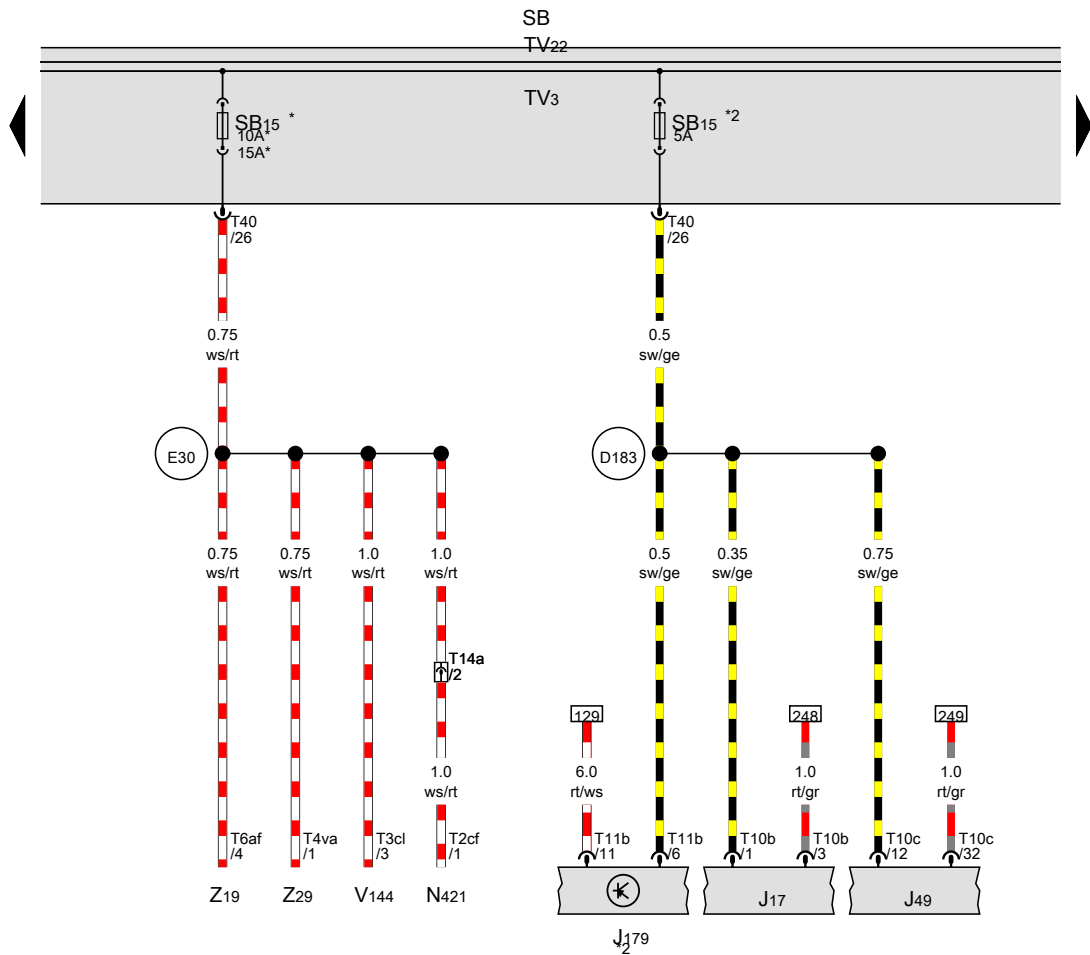 SB
TV22
TV3
SB15 *
10A*
15A*
SB15 *2
5A
T40
/26
T40
/26
0.75
ws/rt
0.5
sw/ge
E30
D183
0.75
ws/rt
0.75
ws/rt
1.0
ws/rt
1.0
ws/rt
0.5
sw/ge
0.35
sw/ge
0.75
sw/ge
T14a
/2
129
248
249
1.0
ws/rt
6.0
rt/ws
1.0
rt/gr
1.0
rt/gr
T6af
/4
T4va
/1
T3cl
/3
T2cf
/1
T11b
/11
T11b
/6
T10b
/1
T10b
/3
T10c
/12
T10c
/32
Z19
Z29
V144
N421
J17
J49
J179
*2